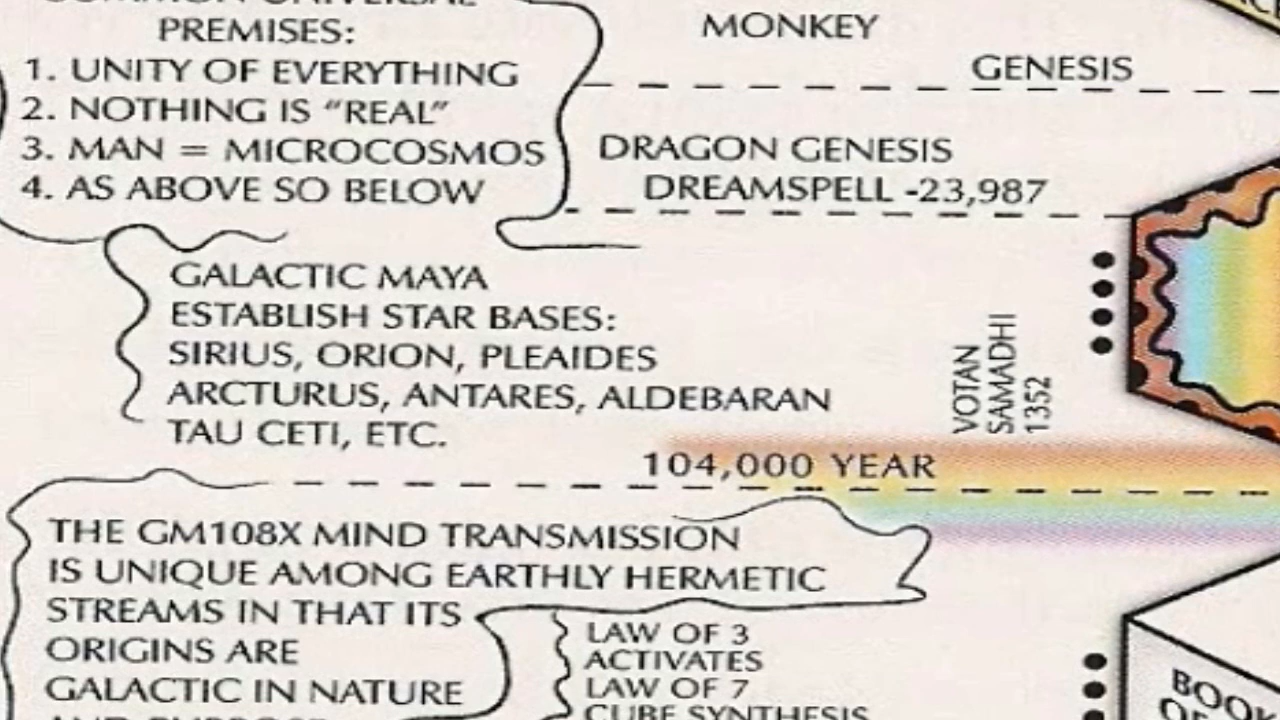 PREMISES:
1. UNITY OF EVERYTHING
2. NOTHING IS “REAL”
3. MAN = MICROCOSMOS
4. AS ABOVE SO BELOW
MONKEY
GENESIS
DRAGON GENESIS
DREAMSPELL -23,987
GALACTIC MAYA
ESTABLISH STAR BASES:
SIRIUS, ORION, PLEAIDES
ARCTURUS, ANTARES, ALDEBARAN
TAU CETI, ETC.
VOTAN
SAMADHI
1352
104,000 YEAR
THE GM108X MIND TRANSMISSION
IS UNIQUE AMONG EARTHLY HERMETIC
STREAMS IN THAT ITS
ORIGINS ARE
GALACTIC IN NATURE
LAW OF 3
ACTIVATES
LAW OF 7
CUBE SYNTHESIS
BOOK